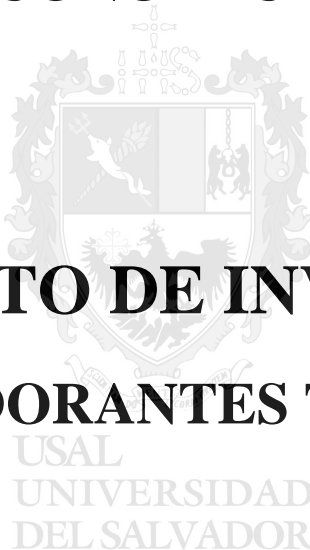 TO DE INV
DORANTES T
USAL
UNIVERSIDAD
DEL SALVADOR